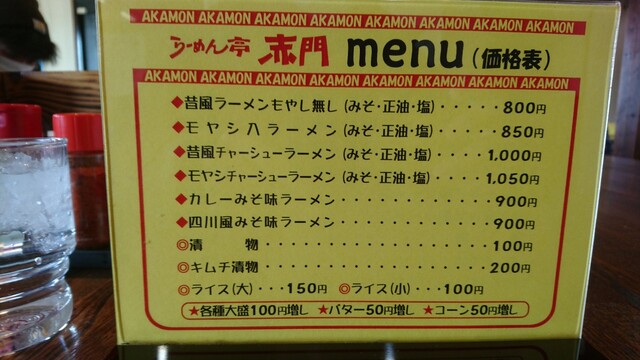 AKAMON AKAMON AKAMON AKAMON AKAMON AKAMON AKAMON AKAMON
らーめん亭 赤門 menu (価格表)
AKAMON AKAMON AKAMON AKAMON AKAMON AKAMON AKAMON AKAMON
◆昔風ラーメンもやし無し(みそ・正油・塩)・・・・・800円
◆モヤシ入ラーメン(みそ・正油・塩)・・・・・850円
◆昔風チャーシューラーメン(みそ・正油・塩)・・・・1,000円
◆モヤシチャーシューラーメン(みそ・正油・塩)・・・・1,050円
◆カレーみそ味ラーメン・・・・・・・・・・・・900円
◆四川風みそ味ラーメン・・・・・・・・・・・・900円
◎漬 物・・・・・・・・・・・・・・・・・・100円
◎キムチ漬物・・・・・・・・・・・・・・・・・・200円
◎ライス(大)・・・150円 ◎ライス(小)・・・100円
★各種大盛100円増し ★バター50円増し ★コーン50円増し